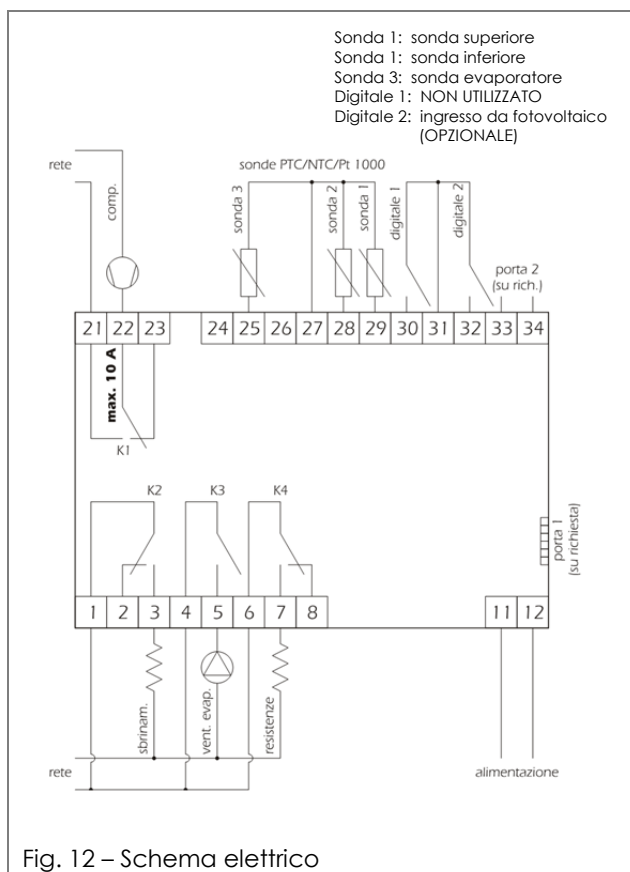 Sonda 1: sonda superiore
Sonda 1: sonda inferiore
Sonda 3: sonda evaporatore
Digitale 1: NON UTILIZZATO
Digitale 2: ingresso da fotovoltaico
(OPZIONALE)
rete
comp.
sonde PTC/NTC/Pt 1000
sonda 3
sonda 2
sonda 1
digitale 1
digitale 2
porta 2
(su rich.)
21 22 23 24 25 26 27 28 29 30 31 32 33 34
max. 10 A
K1
K2 K3 K4
porta 1
(su richiesta)
1 2 3 4 5 6 7 8 11 12
sbrinam.
vent. evap.
resistenze
rete
alimentazione
Fig. 12 – Schema elettrico